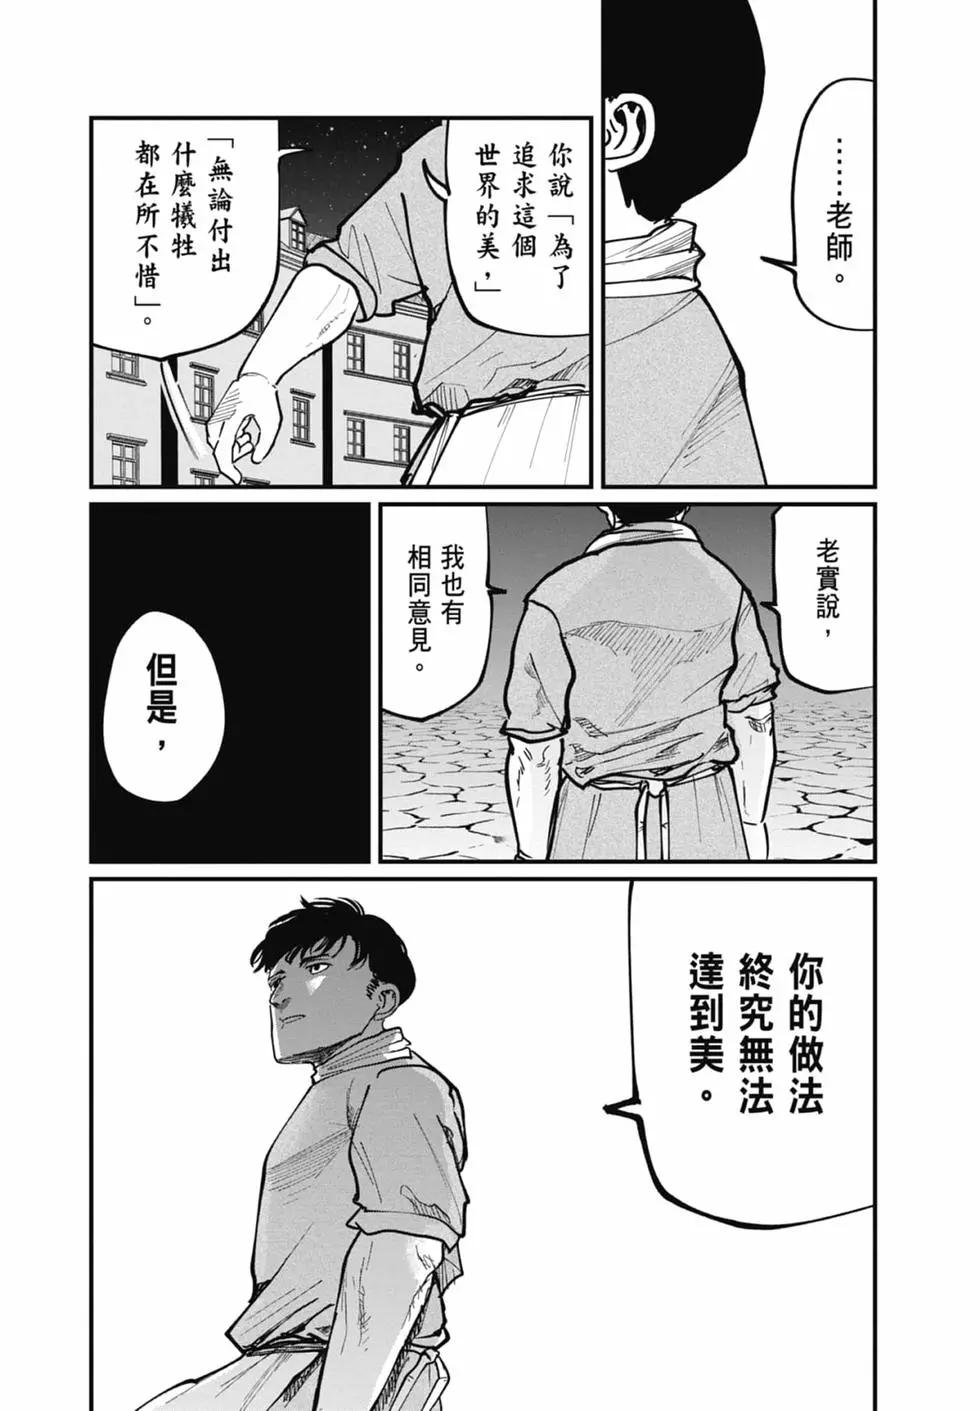 ……老師。
你說「為了
追求這個
世界的美，」
「無論付出
什麼犧牲
都在所不惜」。
老實說，
我也有
相同意見。
但是，
你的做法
終究無法
達到美。